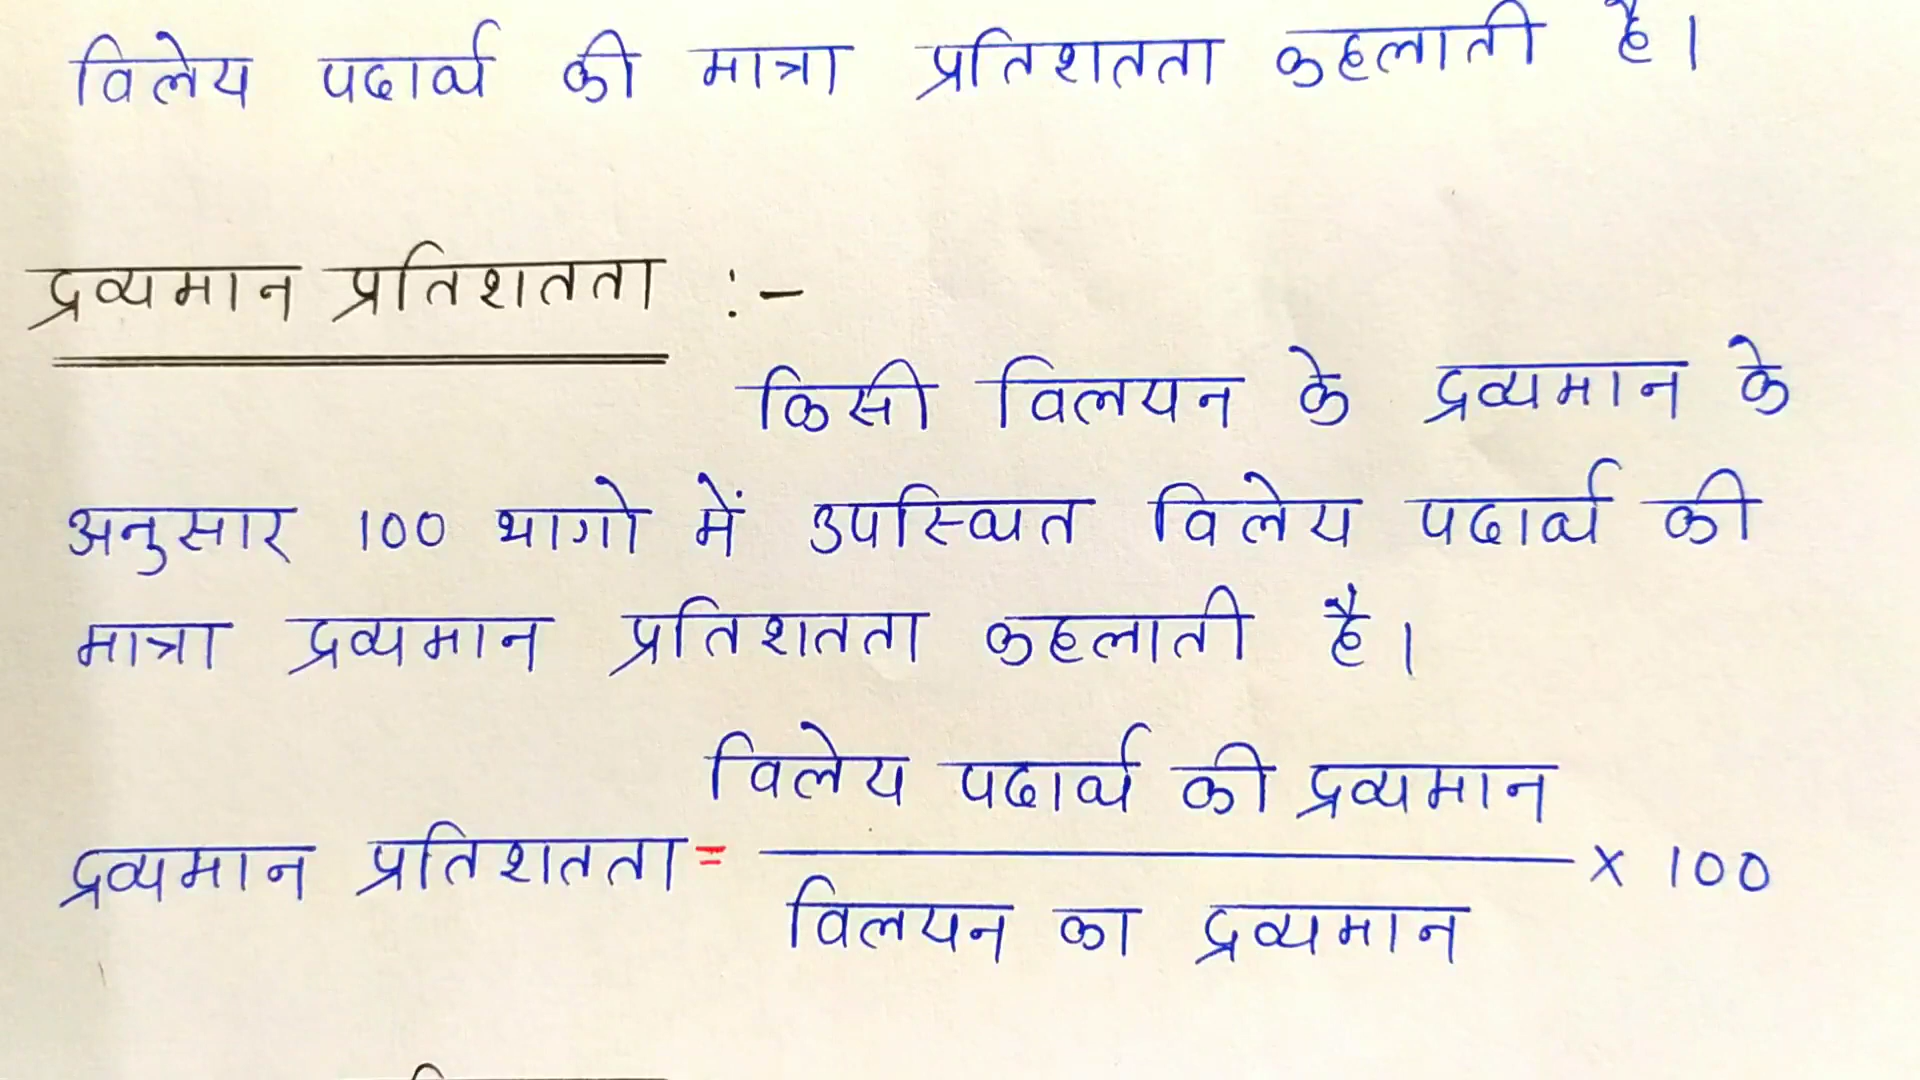 विलेय पदार्थ की मात्रा प्रतिशतता कहलाती है।
द्रव्यमान प्रतिशतता :-
किसी विलयन के द्रव्यमान के
अनुसार 100 भागो में उपस्थित विलेय पदार्थ की
मात्रा द्रव्यमान प्रतिशतता कहलाती है।
विलेय पदार्थ की द्रव्यमान
द्रव्यमान प्रतिशतता = ——— × 100
विलयन का द्रव्यमान